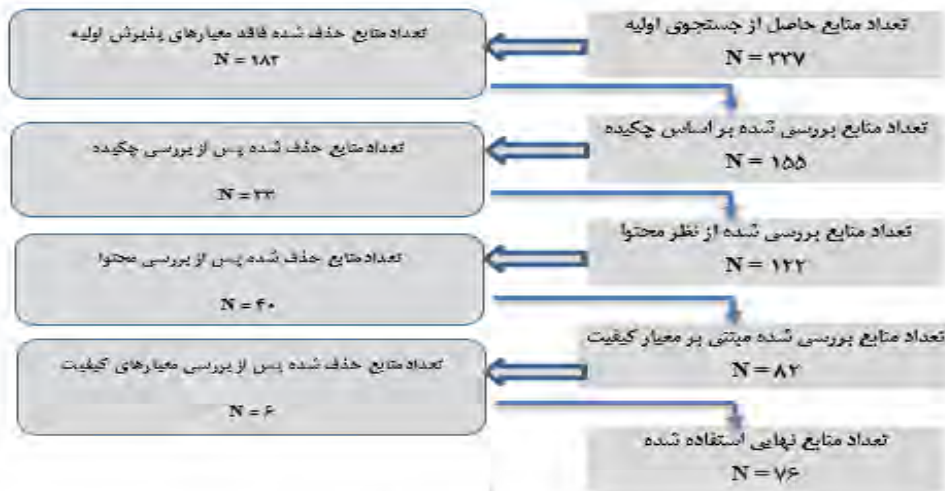 تعداد منابع حاصل از جستجوی اولیه
N = ۳۳۷
تعداد منابع حذف شده فاقد معیارهای پذیرش اولیه
N = ۱۸۲
تعداد منابع بررسی شده بر اساس چکیده
N = ۱۵۵
تعداد منابع حذف شده پس از بررسی چکیده
N = ۳۳
تعداد منابع بررسی شده از نظر محتوا
N = ۱۲۲
تعداد منابع حذف شده پس از بررسی محتوا
N = ۴۰
تعداد منابع بررسی شده مبتنی بر معیار کیفیت
N = ۸۲
تعداد منابع حذف شده پس از بررسی معیارهای کیفیت
N = ۶
تعداد منابع نهایی استفاده شده
N = ۷۶